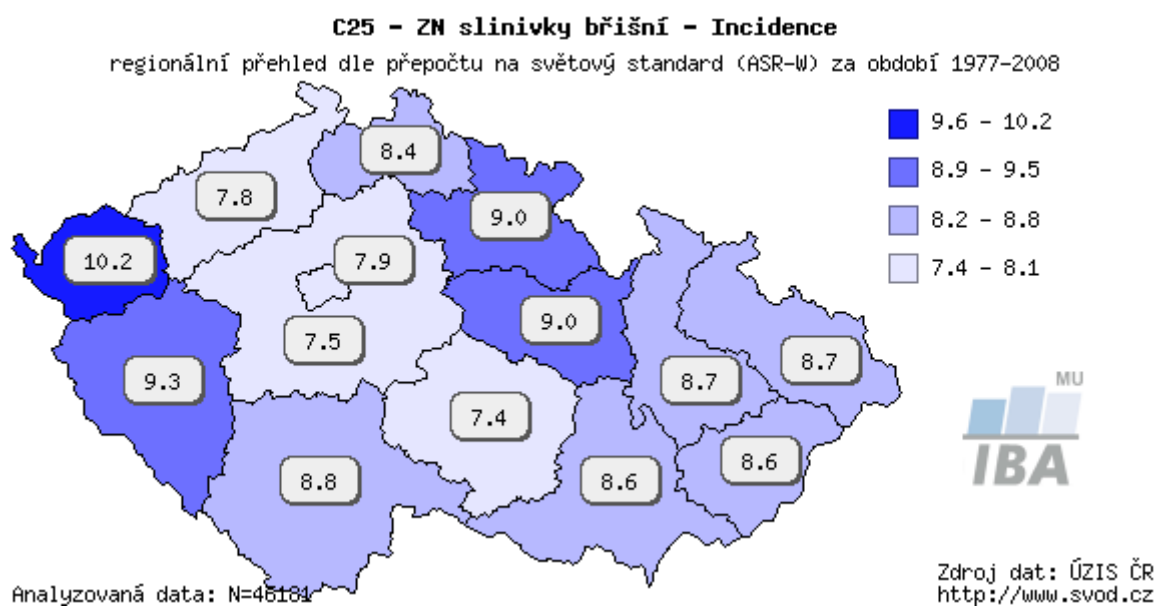 C25 - ZN slinivky břišní - Incidence
regionální přehled dle přepočtu na světový standard (ASR-W) za období 1977-2008
9.6 - 10.2
8.9 - 9.5
8.2 - 8.8
7.4 - 8.1
8.4
7.8
9.0
10.2
7.9
9.0
7.5
9.3
8.7
8.7
7.4
8.8
8.6
8.6
MU
IBA
Analyzovaná data: N=46181
Zdroj dat: ÚZIS ČR
http://www.svod.cz